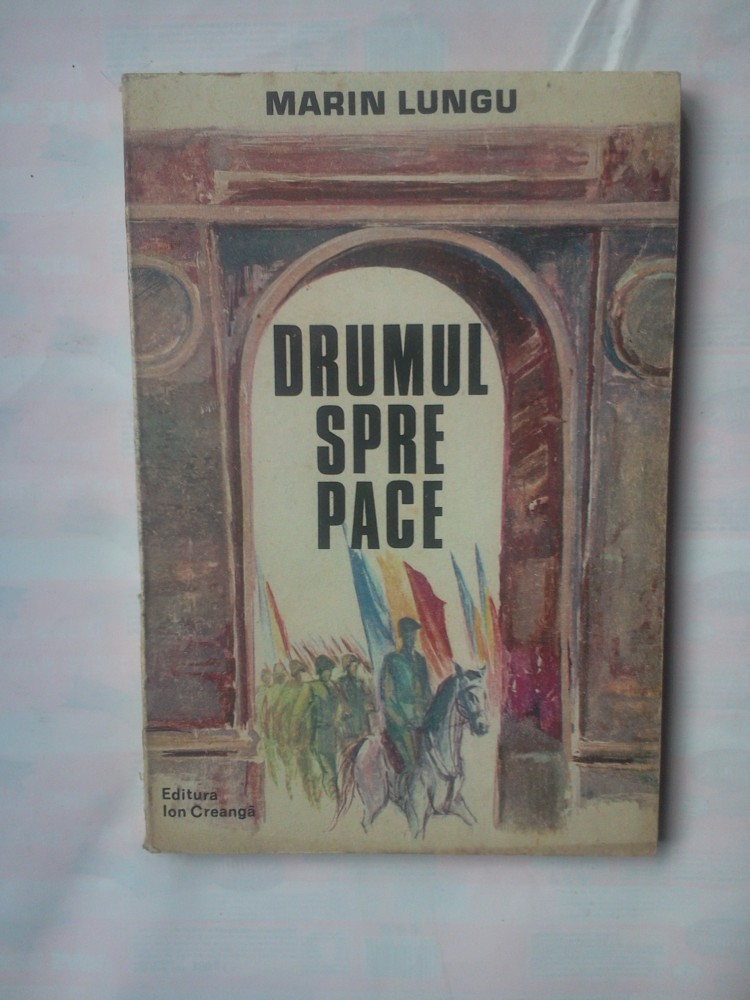 MARIN LUNGU
DRUMUL
SPRE
PACE
Editura
Ion Creangă